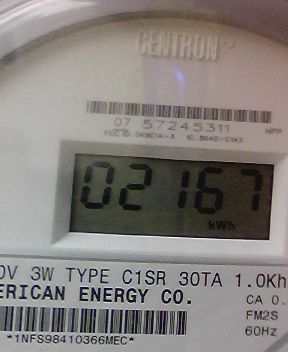 CENTRON®
07 57245311
02167
kWh
0V 3W TYPE C1SR 30TA 1.0Kh
ERICAN ENERGY CO.
CA 0.
FM2S
*1NFS98410366MEC*
60Hz